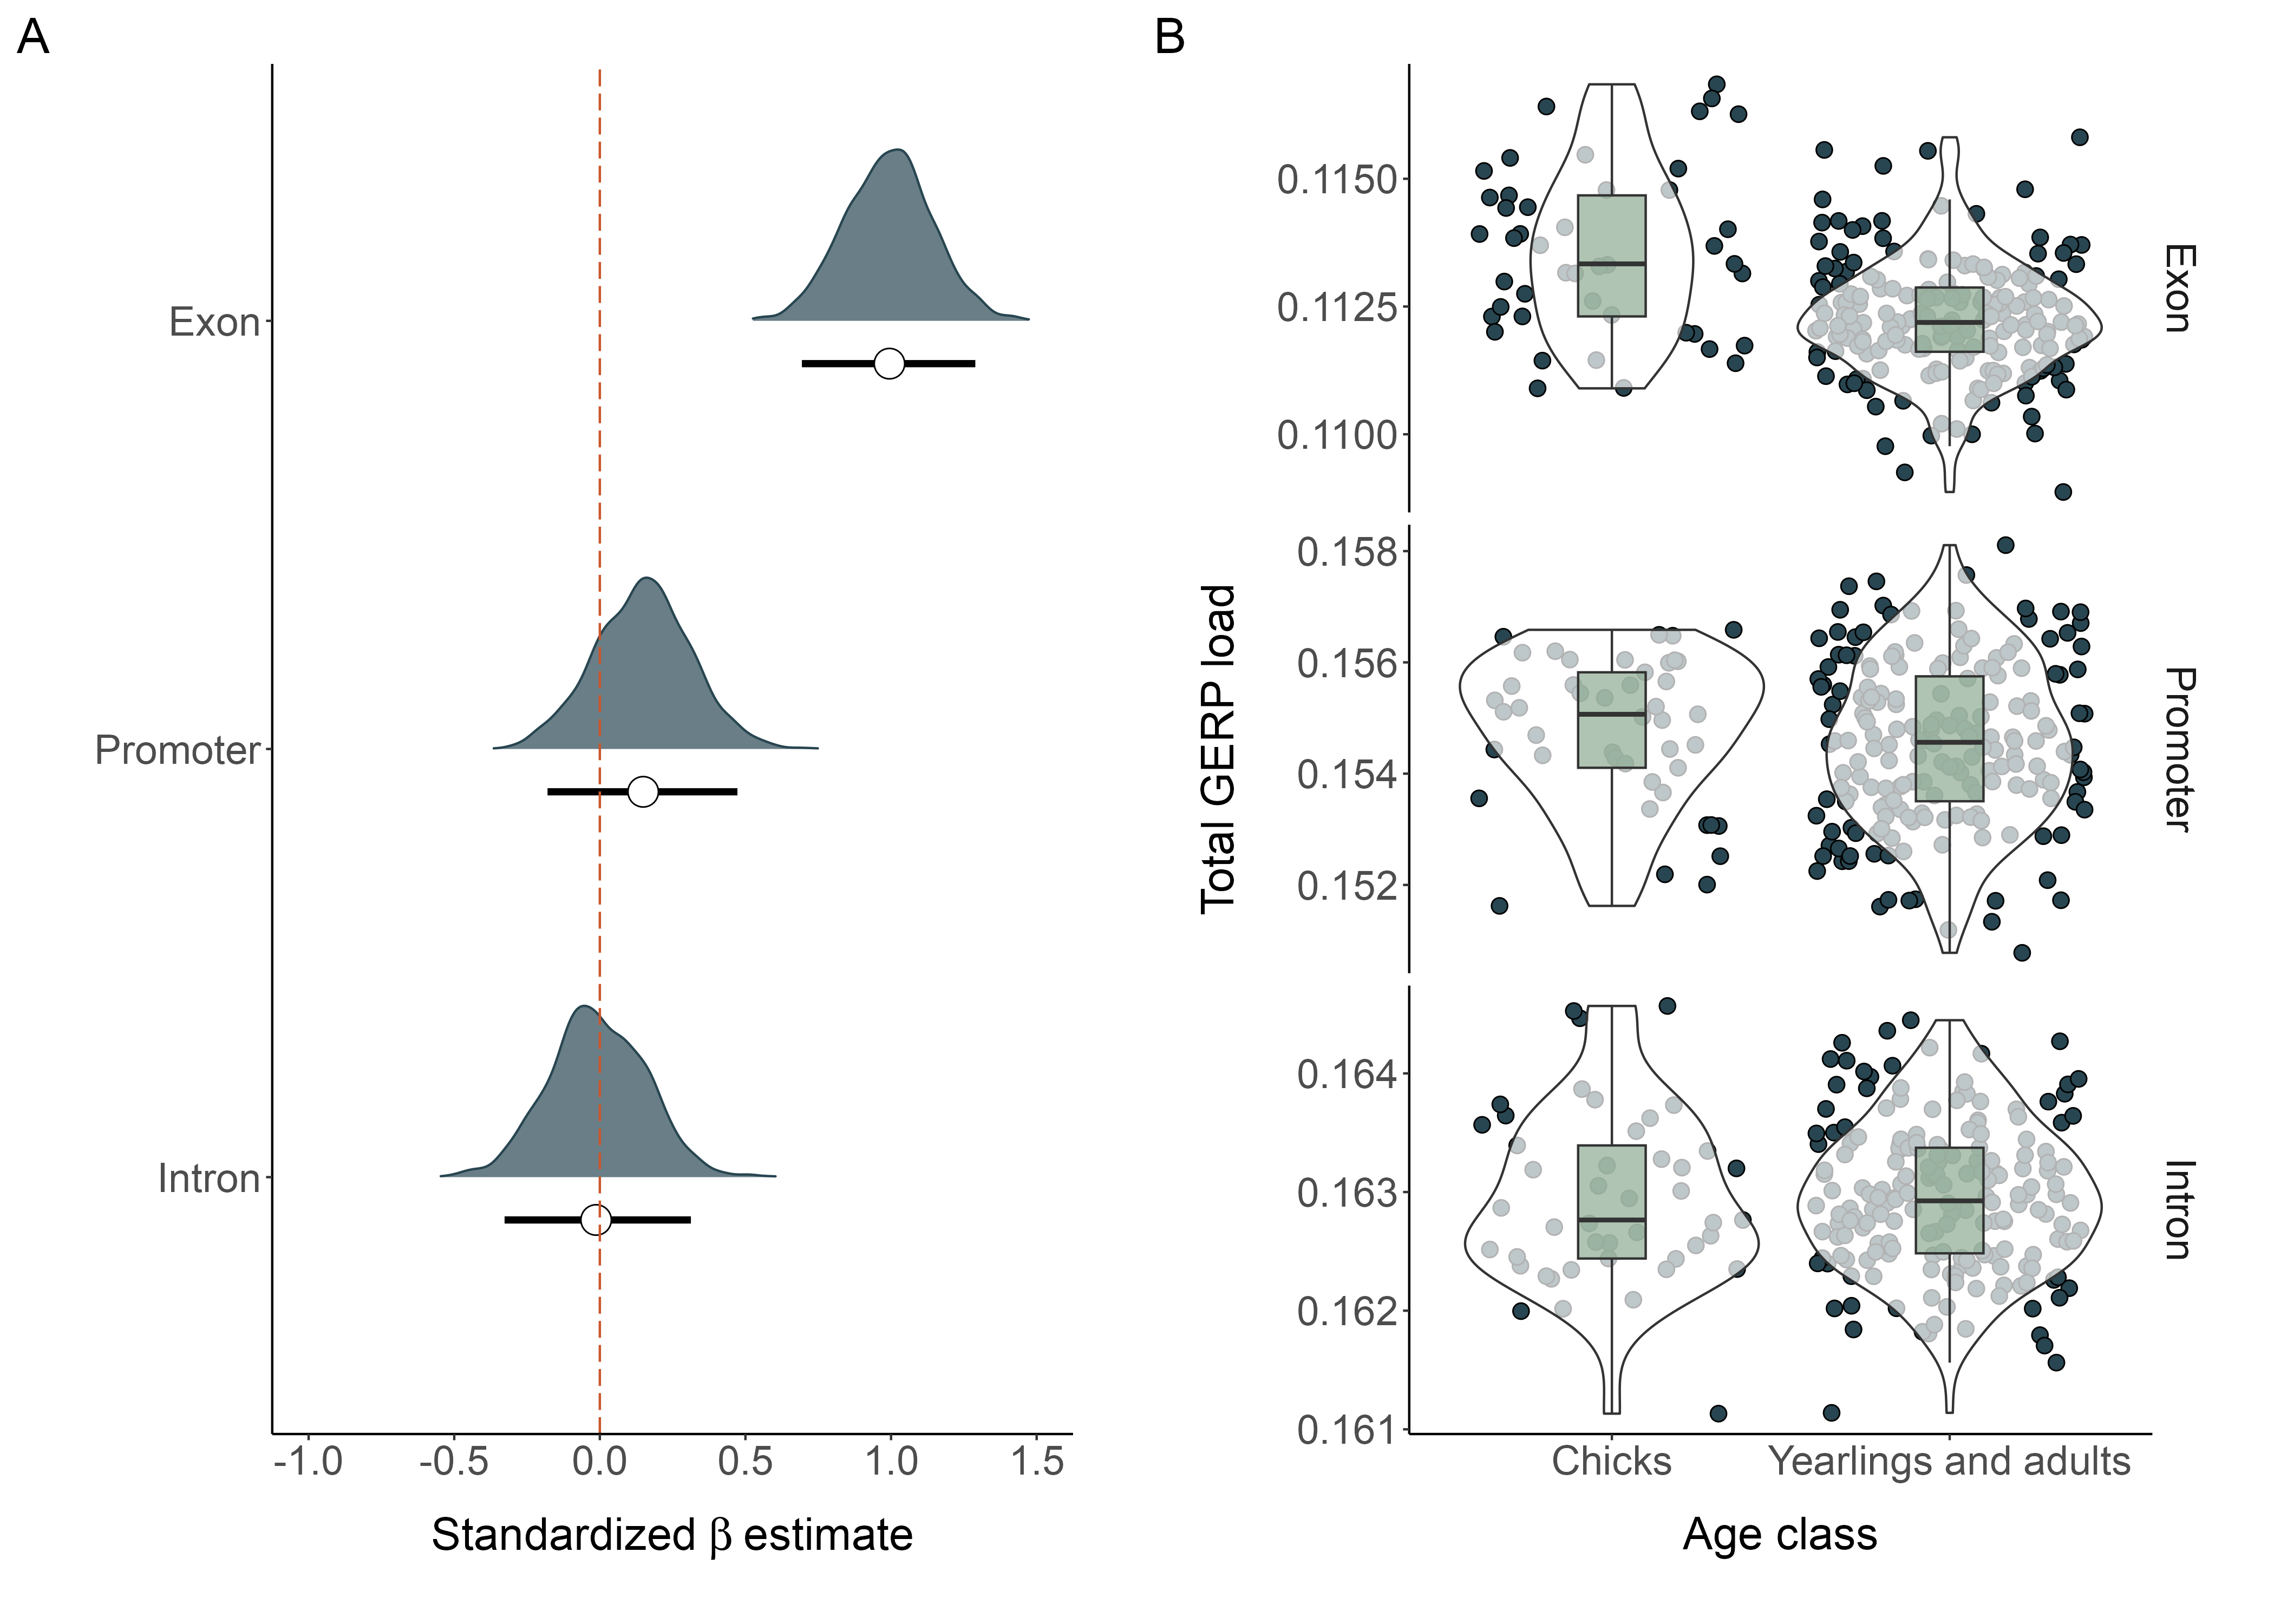 A
Exon
Promoter
Intron
-1.0 -0.5 0.0 0.5 1.0 1.5
Standardized β estimate
B
Total GERP load
0.1150
0.1125
0.1100
Exon
0.158
0.156
0.154
0.152
Promoter
0.164
0.163
0.162
0.161
Intron
Chicks Yearlings and adults
Age class